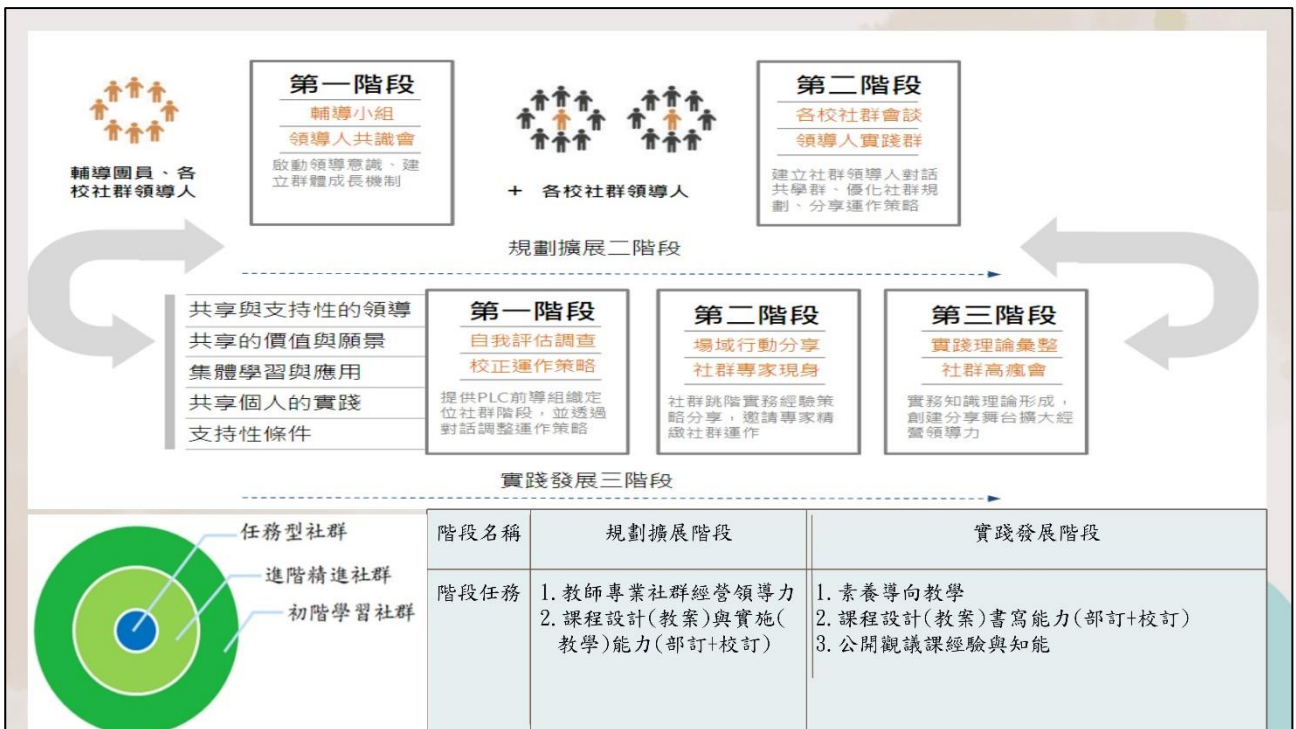 輔導團員、各
校社群領導人
第一階段
輔導小組
領導人共識會
啟動領導意識、建
立群體成長機制
+ 各校社群領導人
第二階段
各校社群會談
領導人實踐群
建立社群領導人對話
共學群、優化社群規
劃、分享運作策略
規劃擴展二階段
共享與支持性的領導
共享的價值與願景
集體學習與應用
共享個人的實踐
支持性條件
第一階段
自我評估調查
校正運作策略
提供PLC前導組織定
位社群階段，並透過
對話調整運作策略
第二階段
場域行動分享
社群專家現身
社群跳階實務經驗策
略分享，邀請專家精
緻社群運作
第三階段
實踐理論彙整
社群高瘋會
實務知識理論形成，
創建分享舞台擴大經
營領導力
實踐發展三階段
任務型社群
進階精進社群
初階學習社群
階段名稱 規劃擴展階段 實踐發展階段
階段任務
1. 教師專業社群經營領導力
2. 課程設計(教案)與實施(
教學)能力(部訂+校訂)
1. 素養導向教學
2. 課程設計(教案)書寫能力(部訂+校訂)
3. 公開觀議課經驗與知能